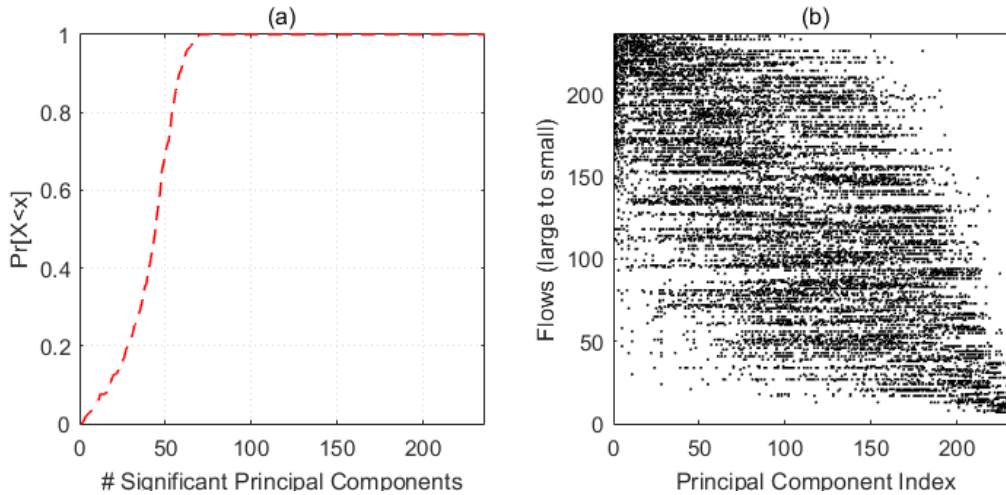 (a)
1
0.8
0.6
0.4
0.2
0
Pr[X<x]
0 50 100 150 200
# Significant Principal Components
(b)
200
150
100
50
0
Flows (large to small)
0 50 100 150 200
Principal Component Index